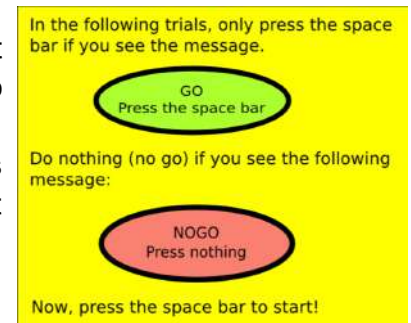 In the following trials, only press the space
bar if you see the message.
GO
Press the space bar
Do nothing (no go) if you see the following
message:
NOGO
Press nothing
Now, press the space bar to start!